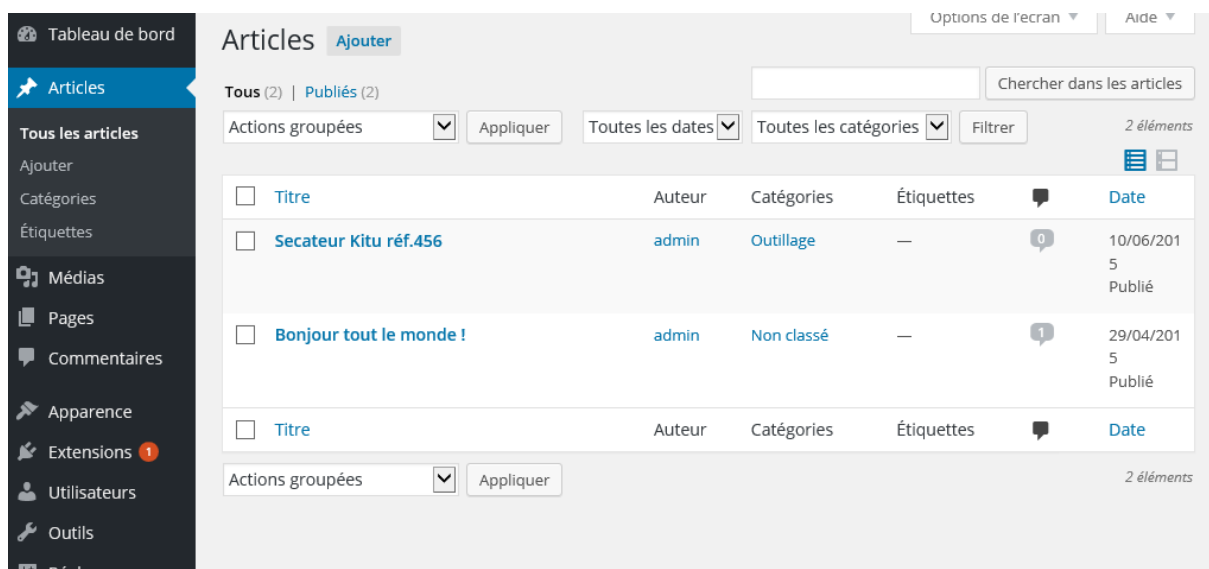 Tableau de bord
Articles
Tous les articles
Ajouter
Catégories
Étiquettes
Médias
Pages
Commentaires
Apparence
Extensions 1
Utilisateurs
Outils
Options de l'écran
Aide
Articles Ajouter
Tous (2) | Publiés (2)
Chercher dans les articles
Actions groupées Appliquer Toutes les dates Toutes les catégories Filtrer 2 éléments
Titre Auteur Catégories Étiquettes Date
Secateur Kitu réf.456 admin Outillage — 0 10/06/201
5
Publié
Bonjour tout le monde ! admin Non classé — 1 29/04/201
5
Publié
Titre Auteur Catégories Étiquettes Date
Actions groupées Appliquer 2 éléments